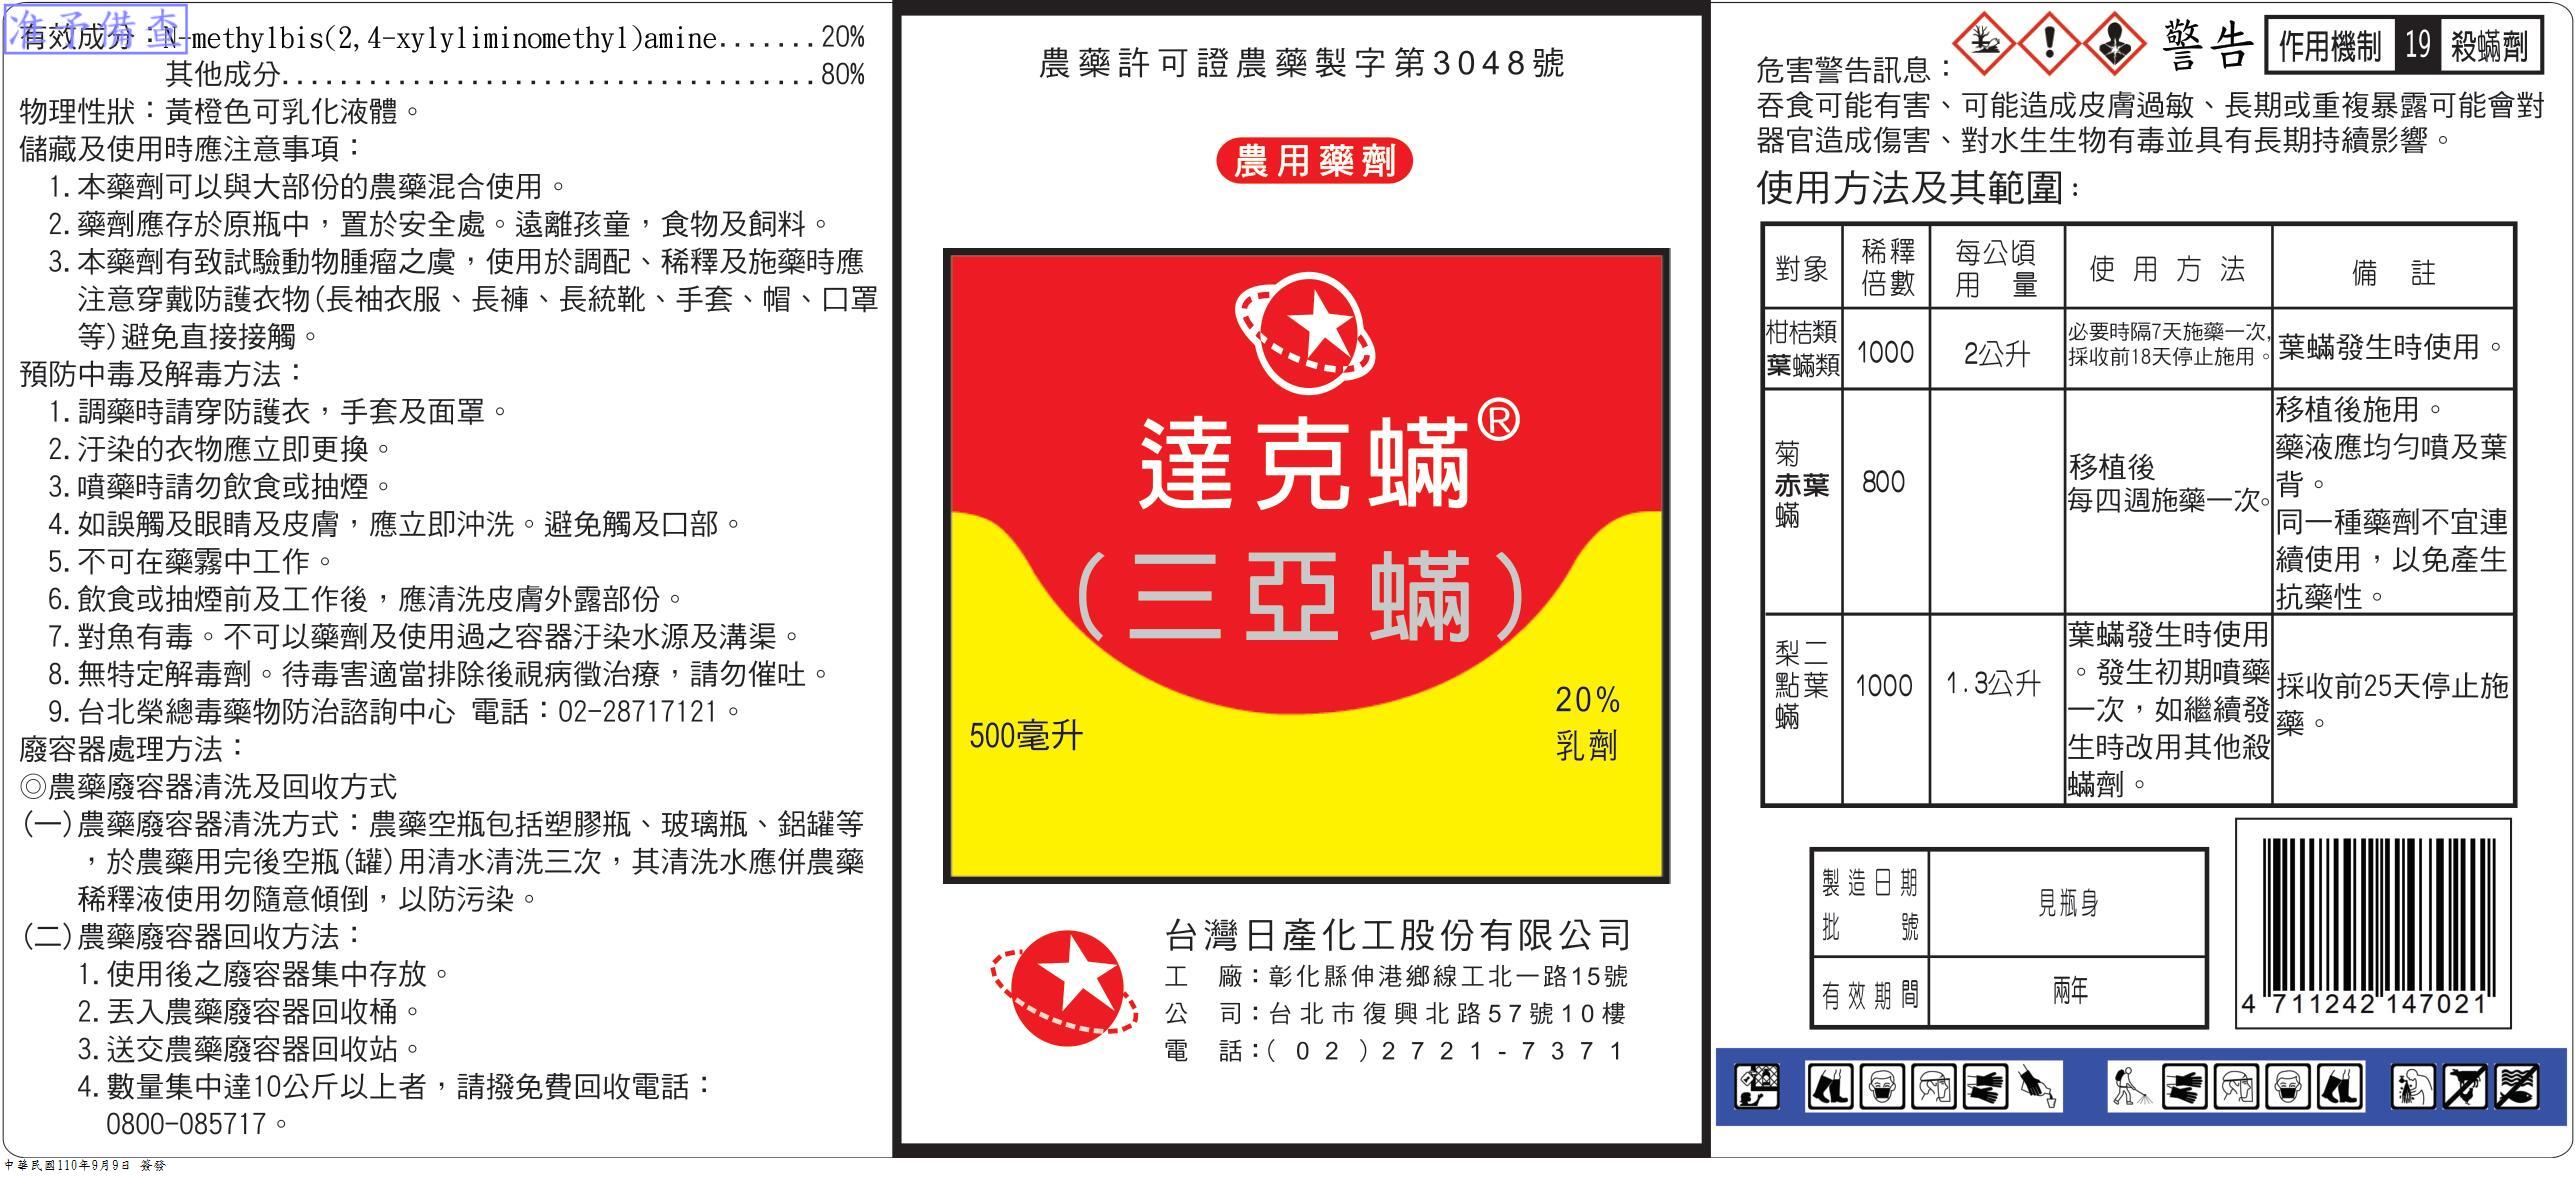 准予備查
有效成分：N-methylbis(2,4-xylyliminomethyl)amine.......20%
其他成分.....................................80%
物理性狀：黃橙色可乳化液體。
儲藏及使用時應注意事項：
1.本藥劑可以與大部份的農藥混合使用。
2.藥劑應存於原瓶中，置於安全處。遠離孩童，食物及飼料。
3.本藥劑有致試驗動物腫瘤之虞，使用於調配、稀釋及施藥時應
注意穿戴防護衣物(長袖衣服、長褲、長統靴、手套、帽、口罩
等)避免直接接觸。
預防中毒及解毒方法：
1.調藥時請穿防護衣，手套及面罩。
2.汙染的衣物應立即更換。
3.噴藥時請勿飲食或抽煙。
4.如誤觸及眼睛及皮膚，應立即沖洗。避免觸及口部。
5.不可在藥霧中工作。
6.飲食或抽煙前及工作後，應清洗皮膚外露部份。
7.對魚有毒。不可以藥劑及使用過之容器汙染水源及溝渠。
8.無特定解毒劑。待毒害適當排除後視病徵治療，請勿催吐。
9.台北榮總毒藥物防治諮詢中心 電話：02-28717121。
廢容器處理方法：
◎農藥廢容器清洗及回收方式
(一)農藥廢容器清洗方式：農藥空瓶包括塑膠瓶、玻璃瓶、鋁罐等
，於農藥用完後空瓶(罐)用清水清洗三次，其清洗水應併農藥
稀釋液使用勿隨意傾倒，以防污染。
(二)農藥廢容器回收方法：
1.使用後之廢容器集中存放。
2.丟入農藥廢容器回收桶。
3.送交農藥廢容器回收站。
4.數量集中達10公斤以上者，請撥免費回收電話：
0800-085717。
中華民國110年9月9日 簽發
農藥許可證農藥製字第3048號
農用藥劑
達克蟎®
（三亞蟎）
500毫升
20%
乳劑
台灣日產化工股份有限公司
工 廠：彰化縣伸港鄉線工北一路15號
公 司：台北市復興北路57號10樓
電 話：(02)2721-7371
警告
作用機制 19 殺蟎劑
危害警告訊息：
吞食可能有害、可能造成皮膚過敏、長期或重複暴露可能會對
器官造成傷害、對水生生物有毒並具有長期持續影響。
使用方法及其範圍：
對象 稀釋倍數 每公頃用量 使用方法 備註
柑桔類
葉蟎類
1000
2公升
必要時隔7天施藥一次,
採收前18天停止施用。
葉蟎發生時使用。
菊
赤葉
蟎
800
移植後
每四週施藥一次。
移植後施用。
藥液應均勻噴及葉
背。
同一種藥劑不宜連
續使用，以免產生
抗藥性。
梨二
點葉
蟎
1000
1.3公升
葉蟎發生時使用
。發生初期噴藥
一次，如繼續發
生時改用其他殺
蟎劑。
採收前25天停止施
藥。
製造日期
批 號
見瓶身
有效期間
兩年
4 711242 147021